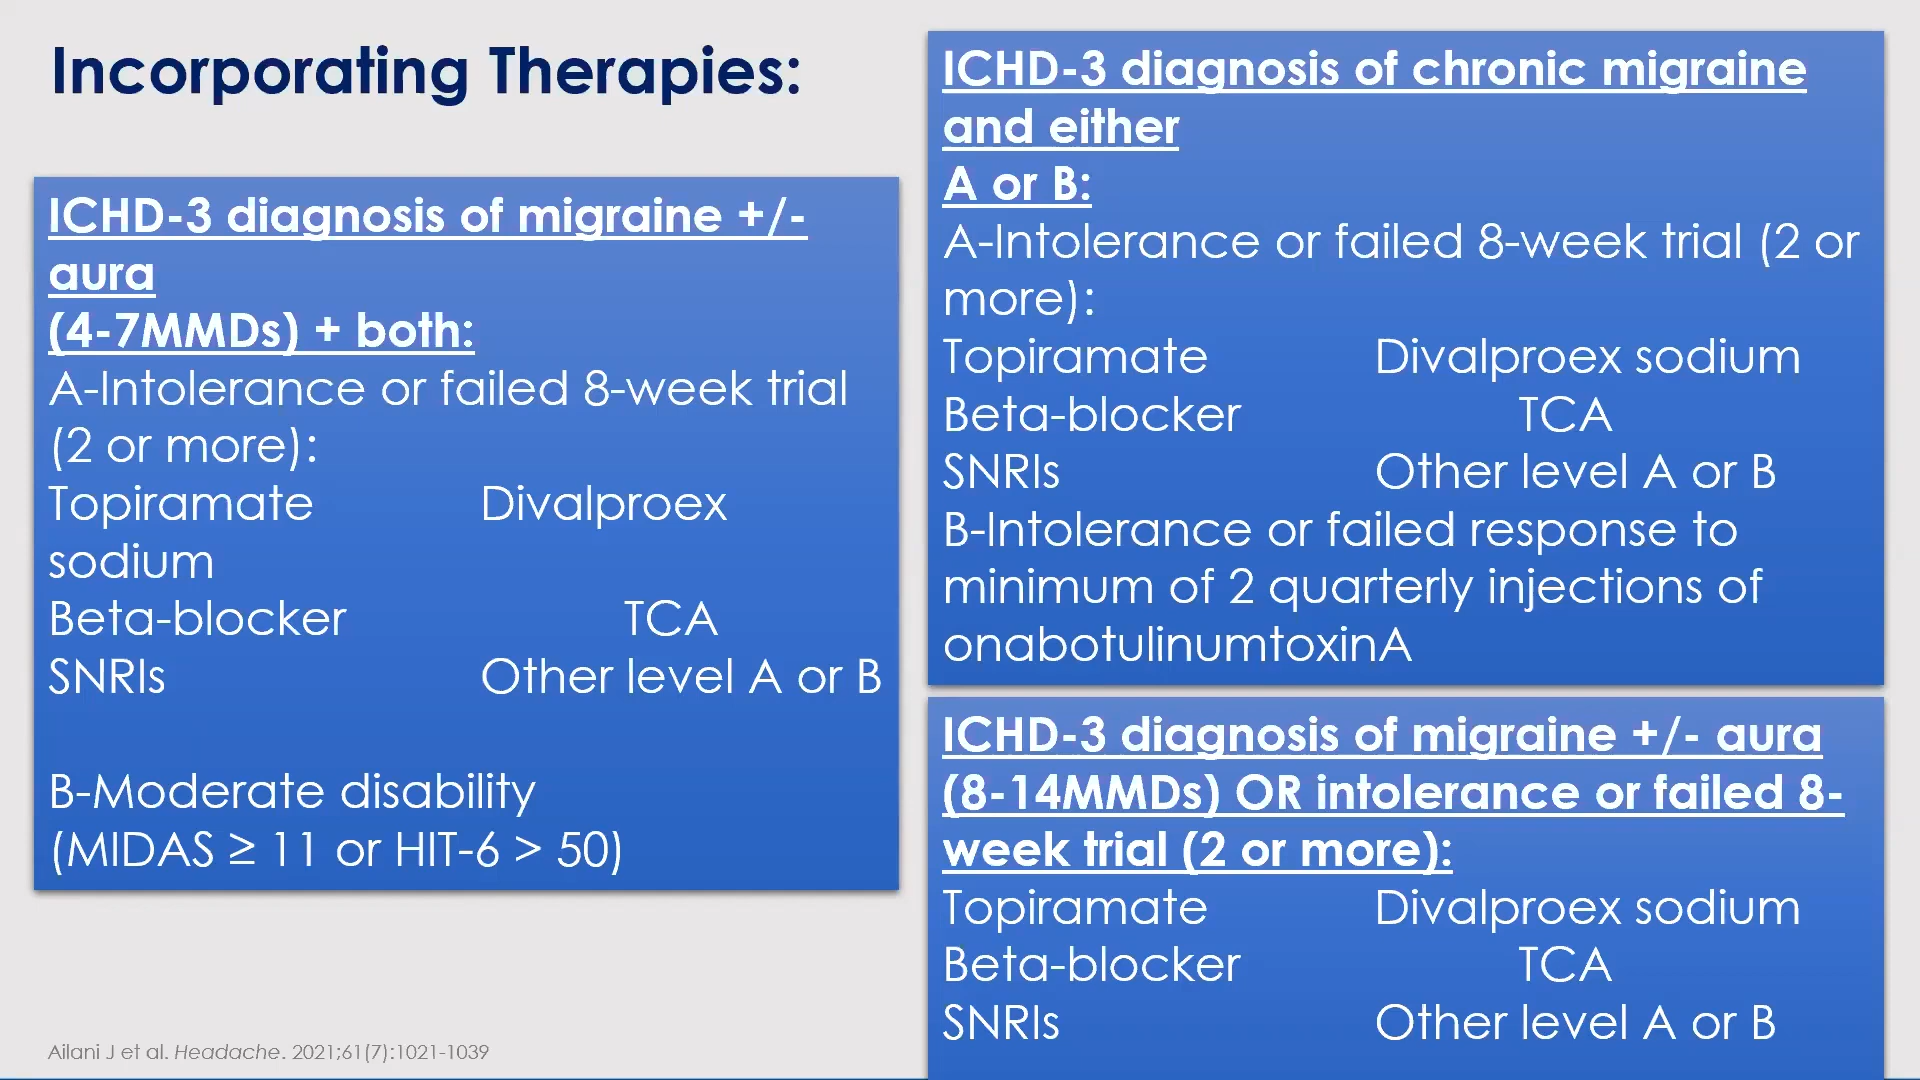 Incorporating Therapies:
ICHD-3 diagnosis of migraine +/-
aura
(4-7MMDs) + both:
A-Intolerance or failed 8-week trial
(2 or more):
Topiramate Divalproex
sodium
Beta-blocker TCA
SNRIs Other level A or B
B-Moderate disability
(MIDAS ≥ 11 or HIT-6 > 50)
ICHD-3 diagnosis of chronic migraine
and either
A or B:
A-Intolerance or failed 8-week trial (2 or
more):
Topiramate Divalproex sodium
Beta-blocker TCA
SNRIs Other level A or B
B-Intolerance or failed response to
minimum of 2 quarterly injections of
onabotulinumtoxinA
ICHD-3 diagnosis of migraine +/- aura
(8-14MMDs) OR intolerance or failed 8-
week trial (2 or more):
Topiramate Divalproex sodium
Beta-blocker TCA
SNRIs Other level A or B
Ailani J et al. Headache. 2021;61(7):1021-1039